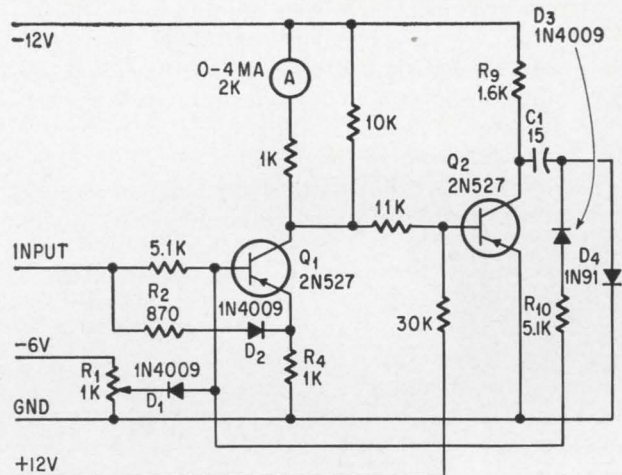 -12V
0-4 MA
2K
1K
10K
R9
1.6K
D3
1N4009
C1
15
Q2
2N527
11K
INPUT
5.1K
Q1
2N527
R2
870
1N4009
D2
R4
1K
30K
D4
1N91
R10
5.1K
-6V
R1
1K
1N4009
D1
GND
+12V
A